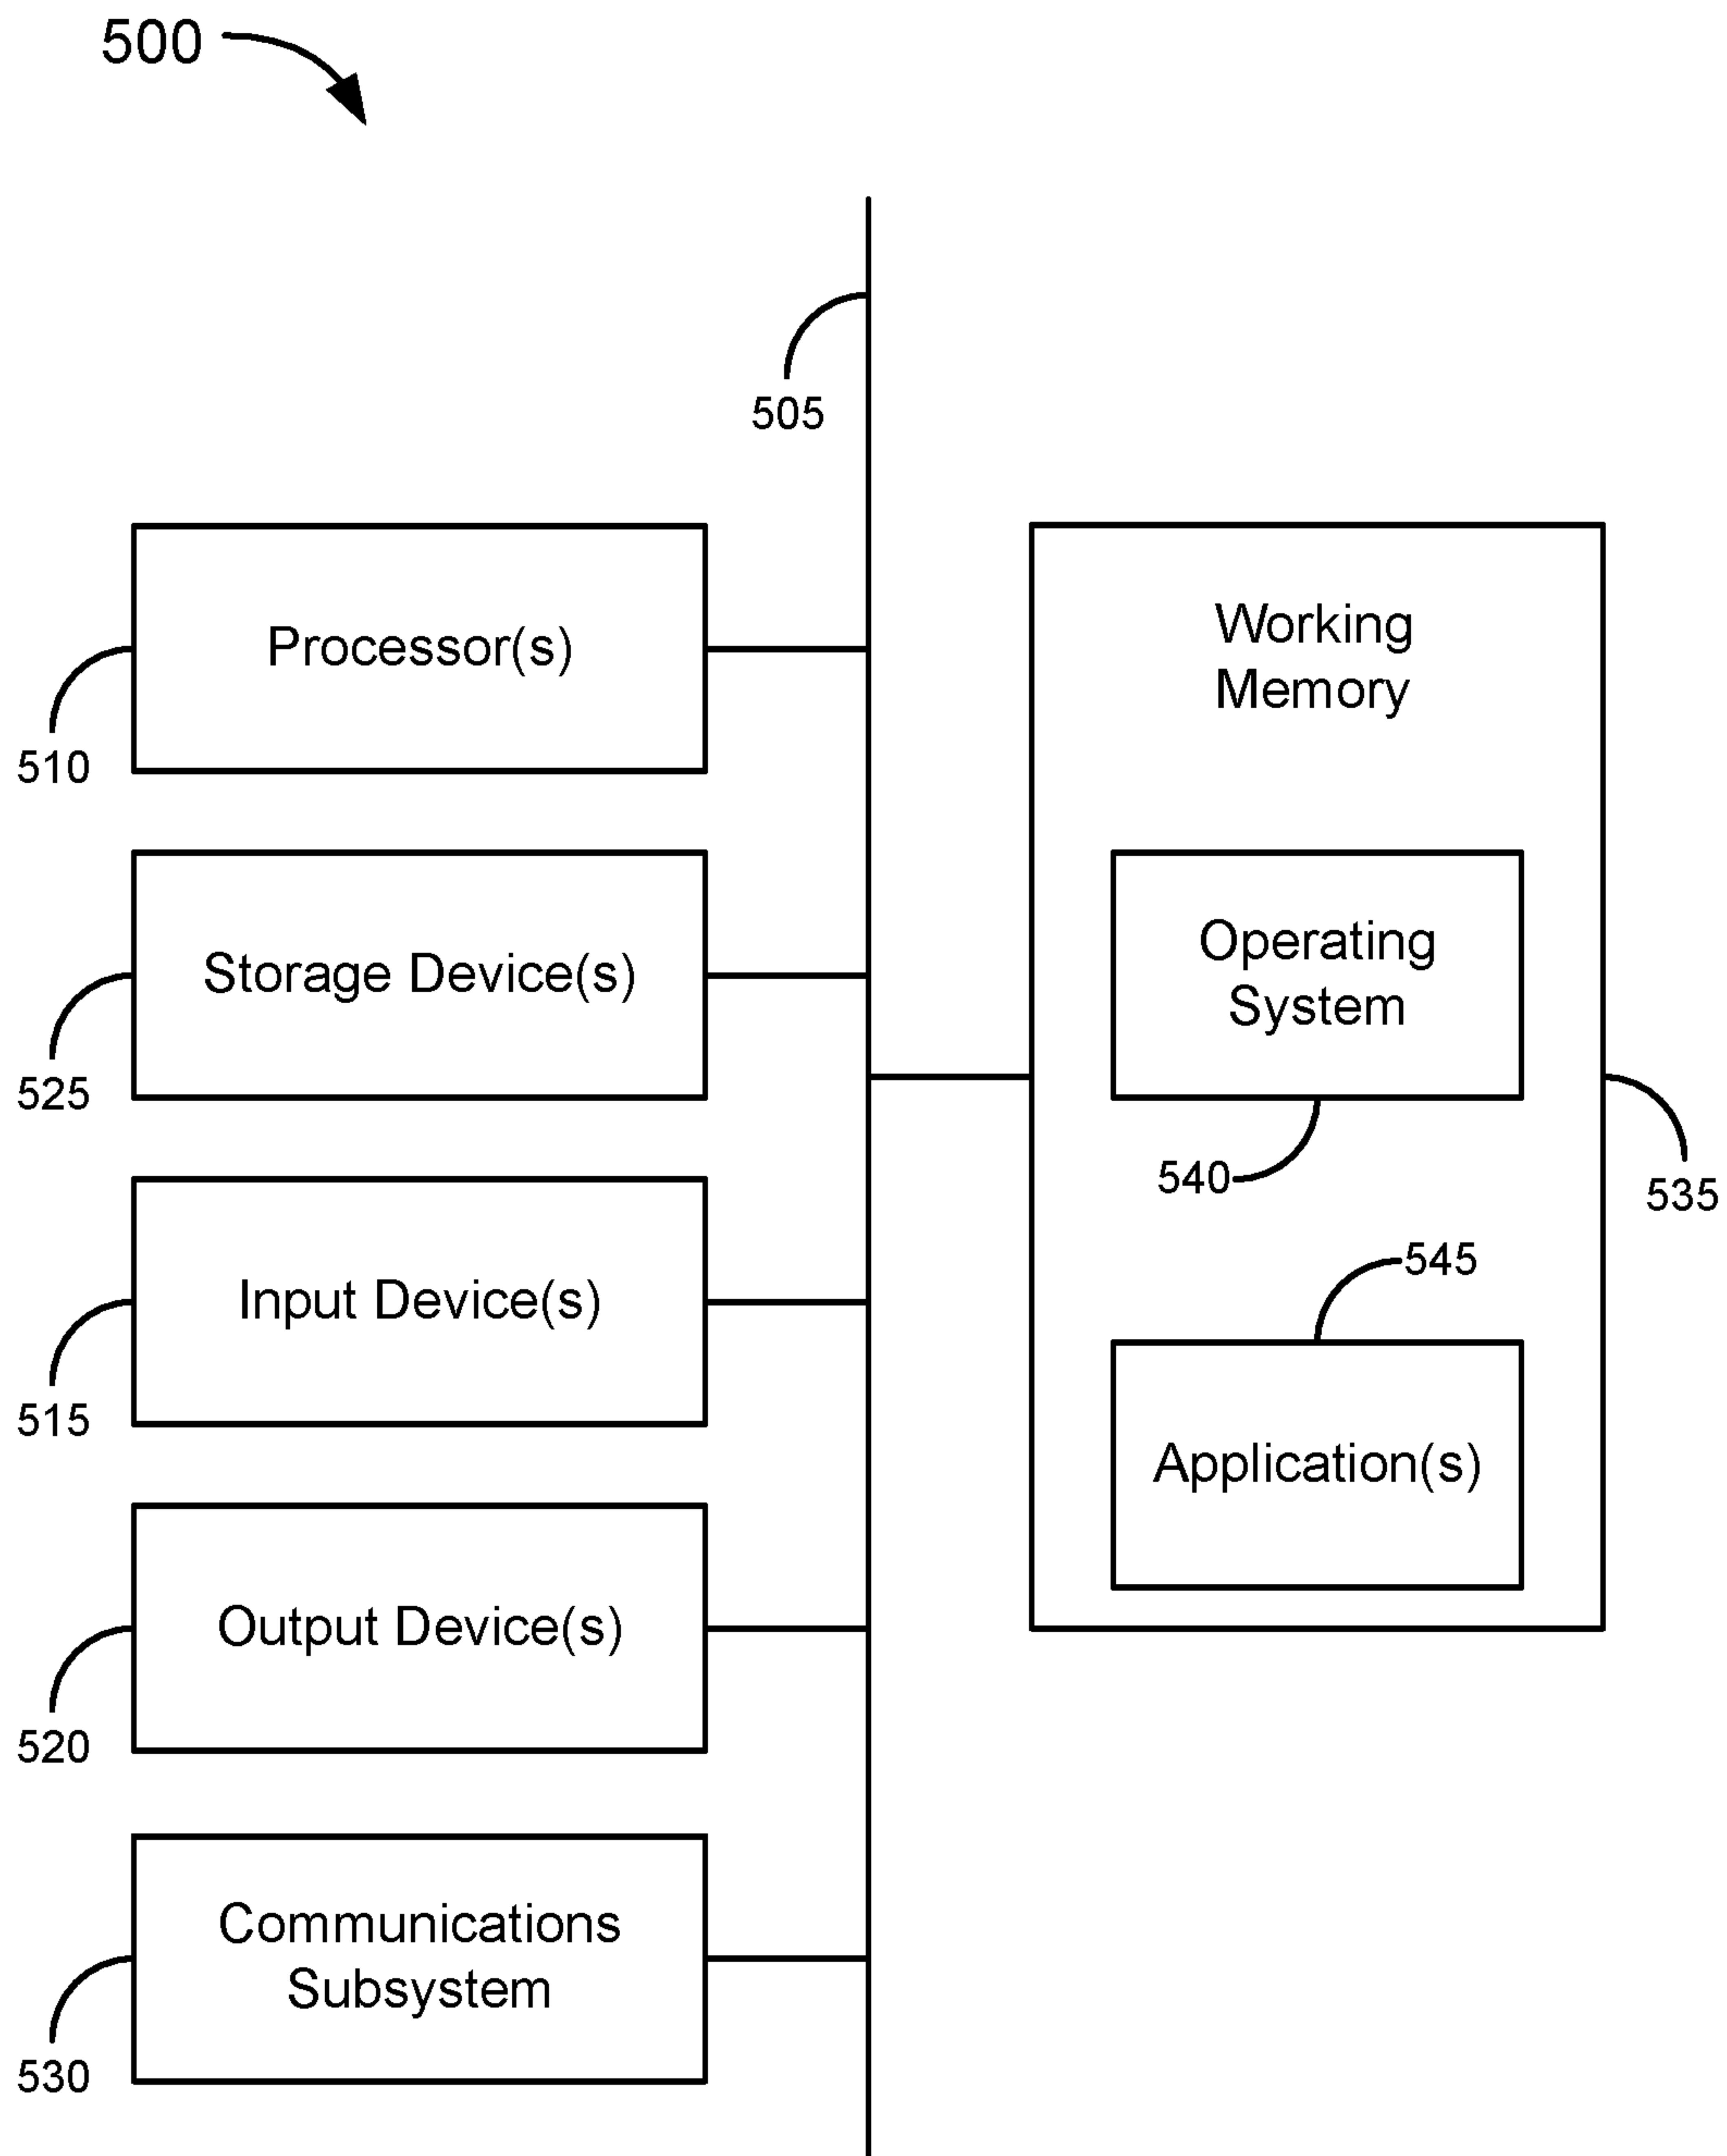 500
505
Processor(s)
510
Storage Device(s)
525
Input Device(s)
515
Output Device(s)
520
Communications
Subsystem
530
Working
Memory
Operating
System
540
535
545
Application(s)